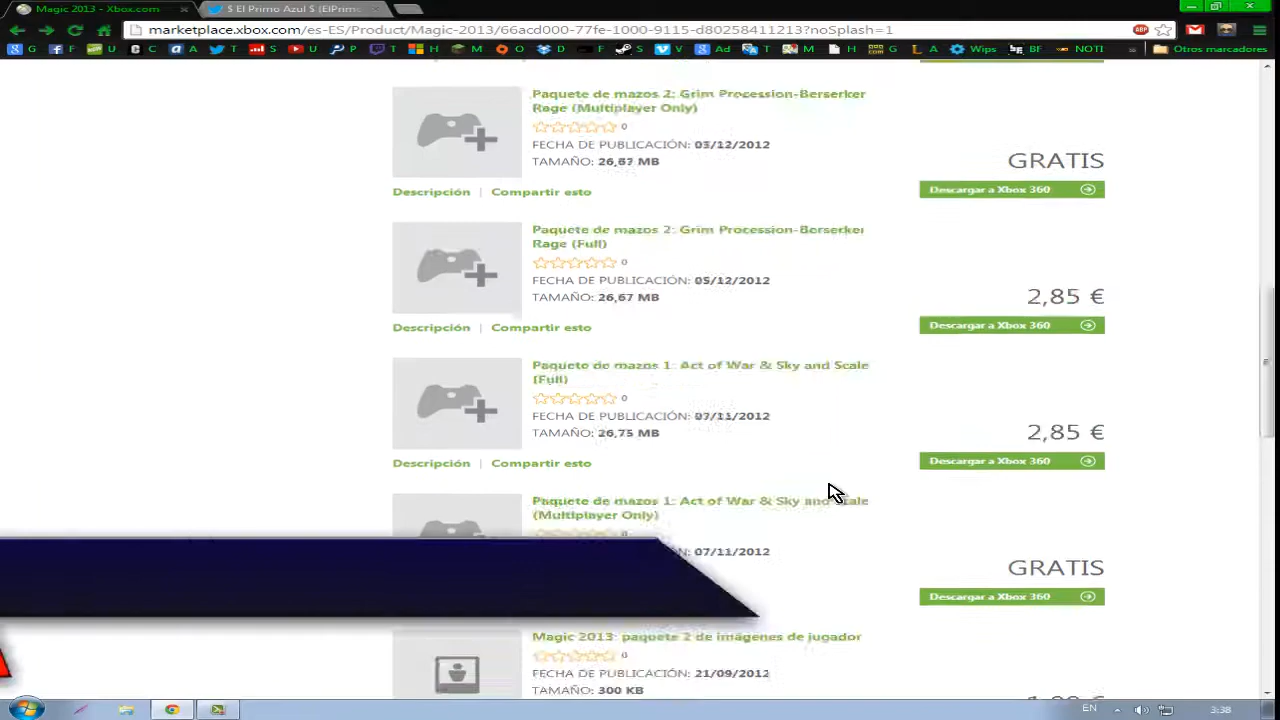 Magic 2013 - Xbox.com
$ El Primo Azul $ (ElPrimo
marketplace.xbox.com/es-ES/Product/Magic-2013/66acd000-77fe-1000-9115-d80258411213?noSplash=1
G F U C A T S U P T H M O D F S V Ad T M H G A Wips BF NOTI » Otros marcadores
Paquete de mazos 2: Grim Procession-Berserker
Rage (Multiplayer Only)
0
FECHA DE PUBLICACIÓN: 05/12/2012
TAMAÑO: 26,67 MB
GRATIS
Descargar a Xbox 360
Descripción | Compartir esto
Paquete de mazos 2: Grim Procession-Berserker
Rage (Full)
0
FECHA DE PUBLICACIÓN: 05/12/2012
TAMAÑO: 26,67 MB
2,85 €
Descargar a Xbox 360
Descripción | Compartir esto
Paquete de mazos 1: Act of War & Sky and Scale
(Full)
0
FECHA DE PUBLICACIÓN: 07/11/2012
TAMAÑO: 26,75 MB
2,85 €
Descargar a Xbox 360
Descripción | Compartir esto
Paquete de mazos 1: Act of War & Sky and Scale
(Multiplayer Only)
07/11/2012
GRATIS
Descargar a Xbox 360
Magic 2013: paquete 2 de imágenes de jugador
0
FECHA DE PUBLICACIÓN: 21/09/2012
TAMAÑO: 300 KB
EN 3:38